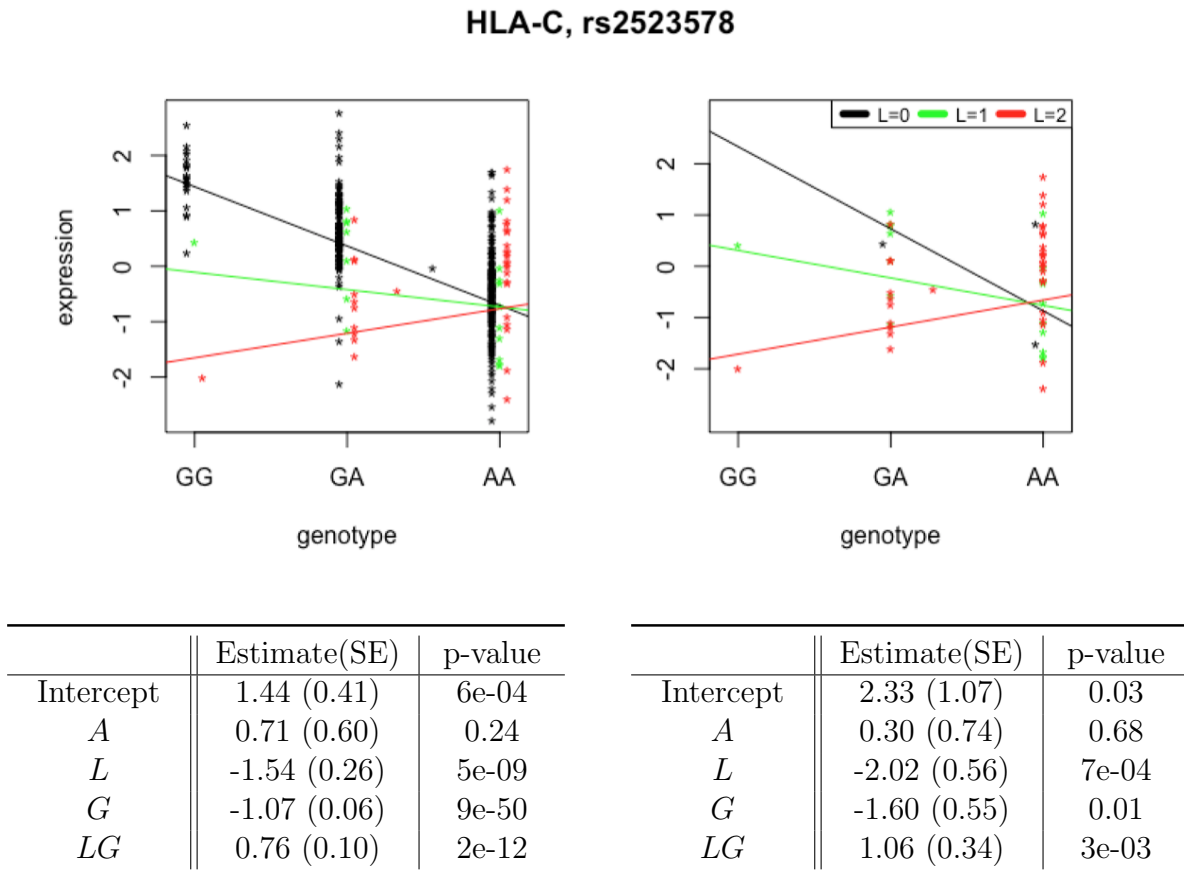 HLA-C, rs2523578
expression
2
1
0
-1
-2
GG GA AA
genotype
L=0 L=1 L=2
2
1
0
-1
-2
GG GA AA
genotype
Estimate(SE) p-value
Intercept 1.44 (0.41) 6e-04
A 0.71 (0.60) 0.24
L -1.54 (0.26) 5e-09
G -1.07 (0.06) 9e-50
LG 0.76 (0.10) 2e-12
Estimate(SE) p-value
Intercept 2.33 (1.07) 0.03
A 0.30 (0.74) 0.68
L -2.02 (0.56) 7e-04
G -1.60 (0.55) 0.01
LG 1.06 (0.34) 3e-03